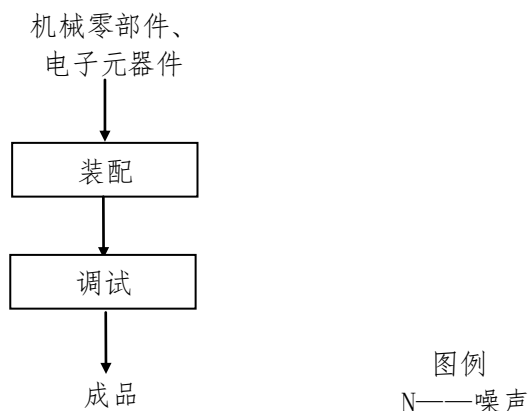 机械零部件、
电子元器件
装配
调试
成品
图例
N——噪声